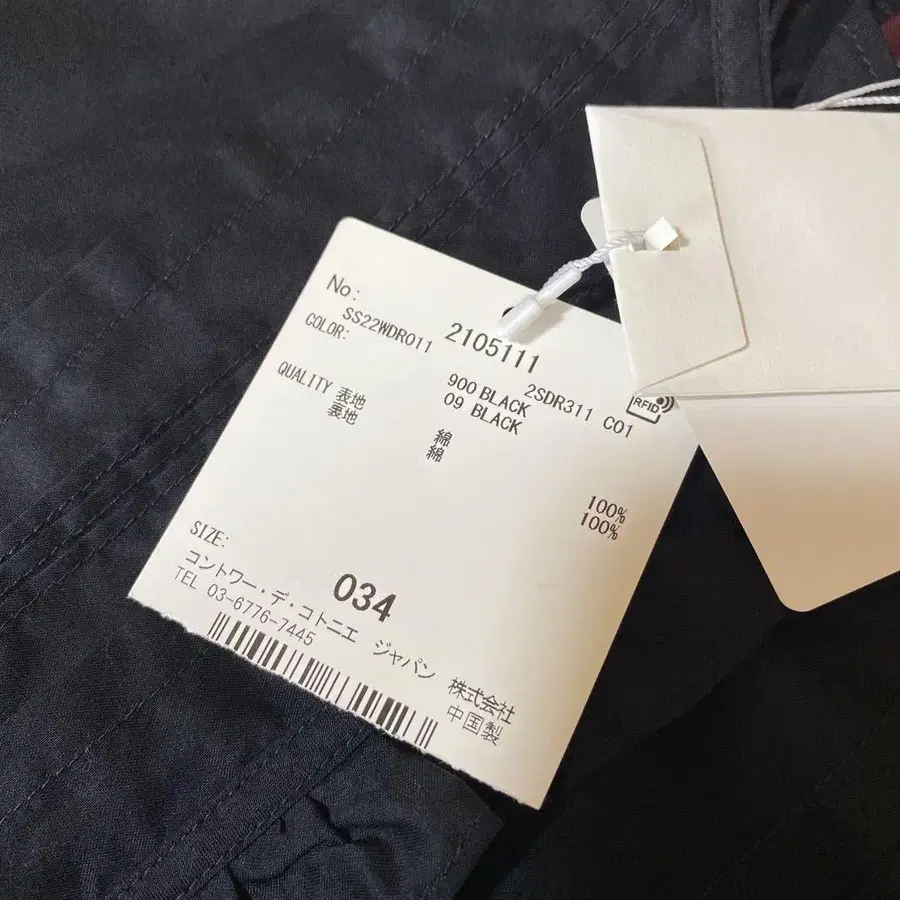 No: 2105111
SS22WDR011 2SDR311 C01
COLOR: 900 BLACK
09 BLACK
QUALITY 表地 綿 100%
裏地 綿 100%
RFID
SIZE: 034
コントワー・デ・コトニエ ジャパン 株式会社
TEL 03-6776-7445 中国製